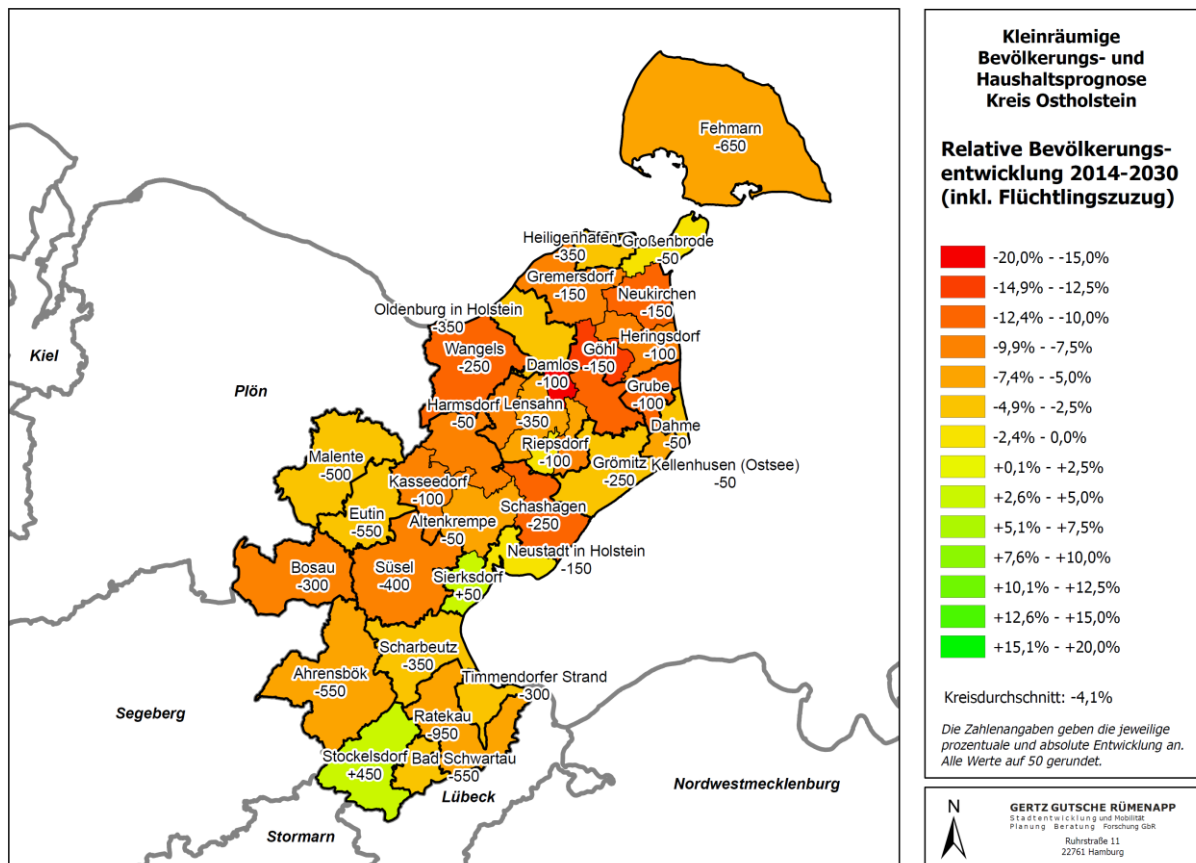 Fehmarn
-650
Heiligenhafen
-350
Großenbrode
-50
Gremersdorf
-150
Neukirchen
-150
Oldenburg in Holstein
-350
Heringsdorf
-100
Wangels
-250
Göhl
-150
Damlos
-100
Grube
-100
Harmsdorf
-50
Lensahn
-350
Dahme
-50
Riepsdorf
-100
Grömitz
-250
Kellenhusen (Ostsee)
-50
Malente
-500
Kasseedorf
-100
Schashagen
-250
Eutin
-550
Altenkrempe
-50
Neustadt in Holstein
-150
Bosau
-300
Süsel
-400
Sierksdorf
+50
Scharbeutz
-350
Ahrensbök
-550
Timmendorfer Strand
-300
Ratekau
-950
Stockelsdorf
+450
Bad Schwartau
-550
Kiel
Plön
Segeberg
Stormarn
Lübeck
Nordwestmecklenburg
Kleinräumige
Bevölkerungs- und
Haushaltsprognose
Kreis Ostholstein
Relative Bevölkerungs-
entwicklung 2014-2030
(inkl. Flüchtlingszuzug)
-20,0% - -15,0%
-14,9% - -12,5%
-12,4% - -10,0%
-9,9% - -7,5%
-7,4% - -5,0%
-4,9% - -2,5%
-2,4% - 0,0%
+0,1% - +2,5%
+2,6% - +5,0%
+5,1% - +7,5%
+7,6% - +10,0%
+10,1% - +12,5%
+12,6% - +15,0%
+15,1% - +20,0%
Kreisdurchschnitt: -4,1%
Die Zahlenangaben geben die jeweilige
prozentuale und absolute Entwicklung an.
Alle Werte auf 50 gerundet.
N
GERTZ GUTSCHE RÜMENAPP
Stadtentwicklung und Mobilität
Planung Beratung Forschung GbR
Ruhrstraße 11
22761 Hamburg